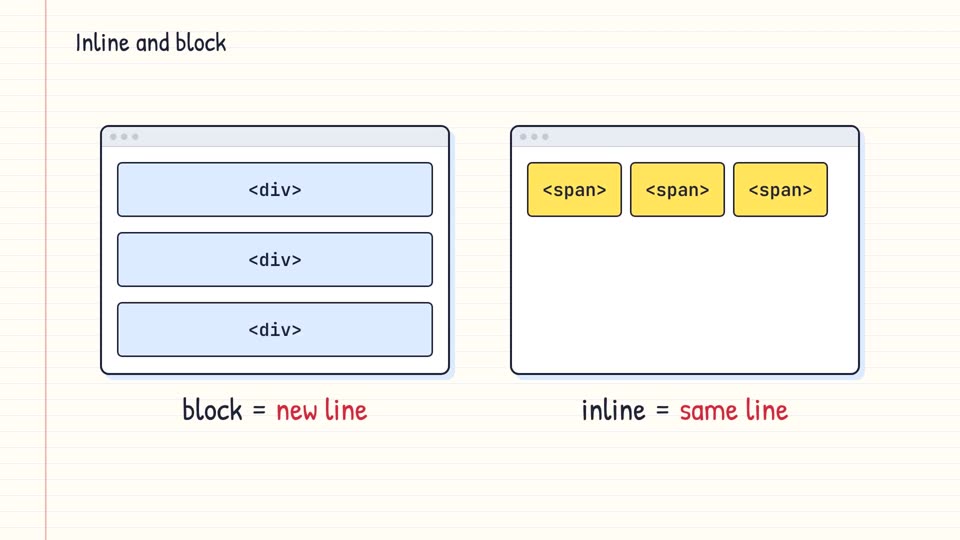 Inline and block
<div>
<div>
<div>
block = new line
<span> <span> <span>
inline = same line